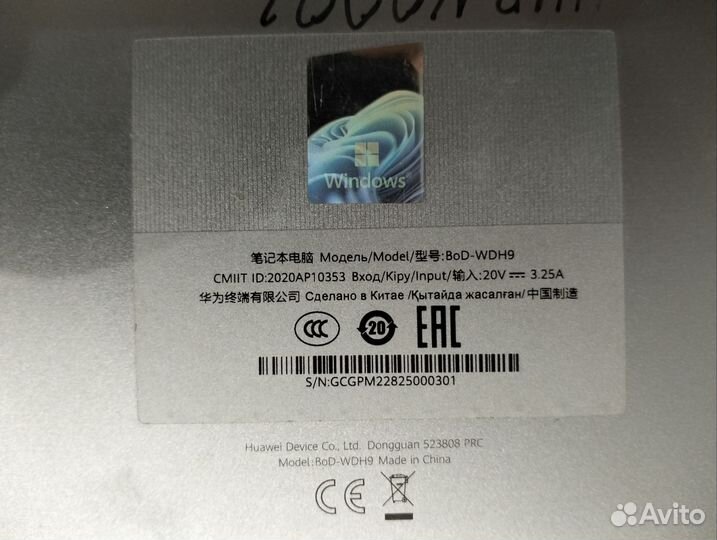 Windows®
笔记本电脑 Модель/Model/型号:BoD-WDH9
CMIIT ID:2020AP10353 Вход/Кіру/Input/输入:20V ⎓ 3.25A
华为终端有限公司 Сделано в Китае /Қытайда жасалған/中国制造
CCC 20 EAC
S/N:GCGPM22825000301
Huawei Device Co., Ltd. Dongguan 523808 PRC
Model:BoD-WDH9 Made in China
CE
Avito